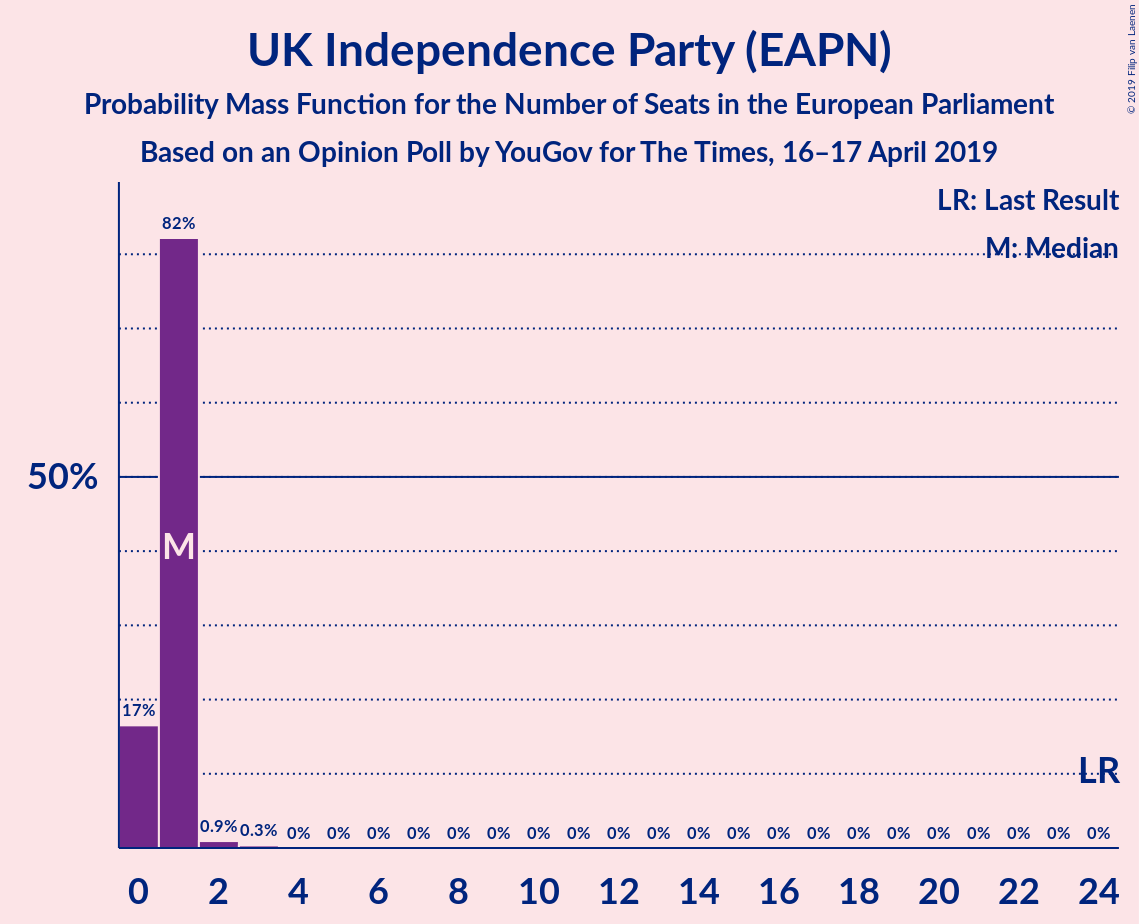 UK Independence Party (EAPN)
Probability Mass Function for the Number of Seats in the European Parliament
Based on an Opinion Poll by YouGov for The Times, 16–17 April 2019
© 2019 Filip van Laenen
LR: Last Result
M: Median
82%
50%
M
17%
LR
0.9% 0.3% 0% 0% 0% 0% 0% 0% 0% 0% 0% 0% 0% 0% 0% 0% 0% 0% 0% 0% 0% 0% 0%
0 2 4 6 8 10 12 14 16 18 20 22 24